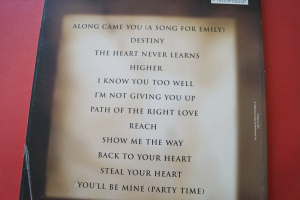 ALONG CAME YOU (A SONG FOR EMILY)
DESTINY
THE HEART NEVER LEARNS
HIGHER
I KNOW YOU TOO WELL
I'M NOT GIVING YOU UP
PATH OF THE RIGHT LOVE
REACH
SHOW ME THE WAY
BACK TO YOUR HEART
STEAL YOUR HEART
YOU'LL BE MINE (PARTY TIME)